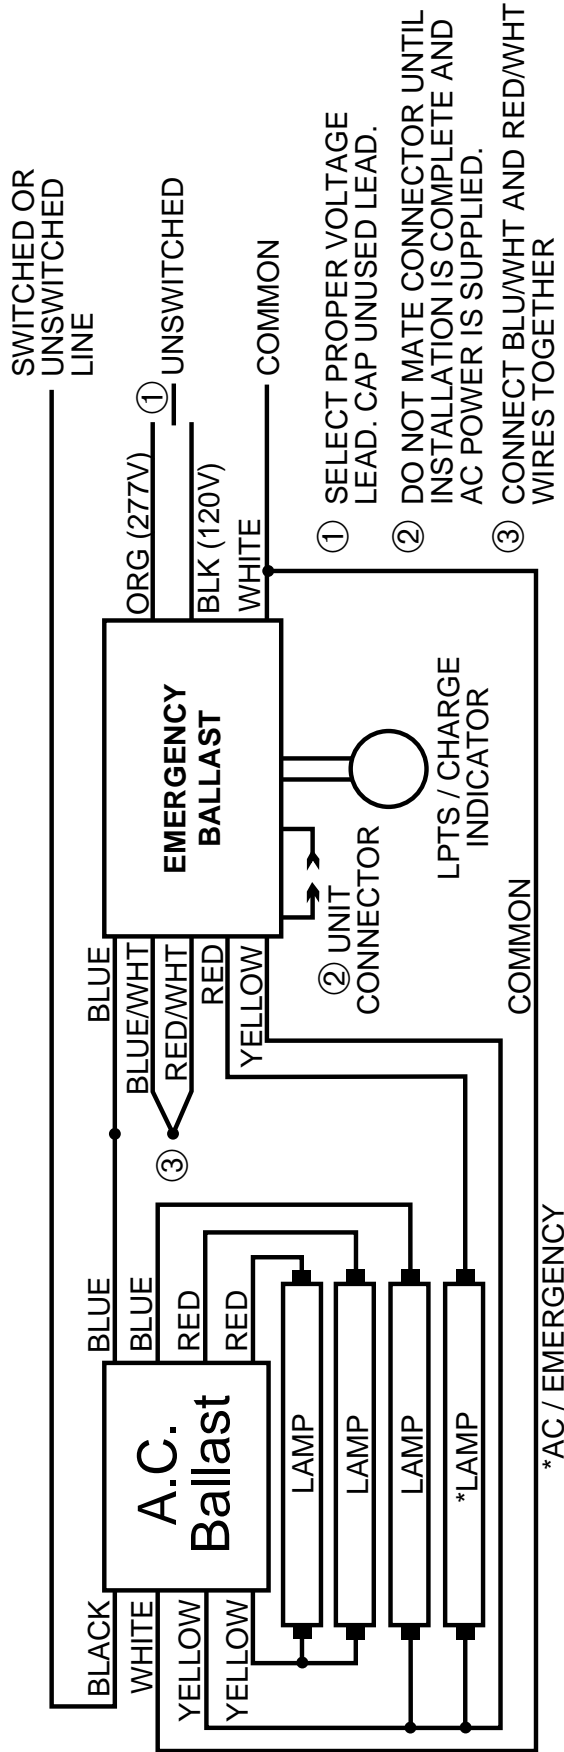 SWITCHED OR
UNSWITCHED
LINE
① UNSWITCHED
COMMON
ORG (277V)
BLK (120V)
WHITE
EMERGENCY
BALLAST
BLUE
BLUE/WHT
RED/WHT
RED
YELLOW
③
② UNIT
CONNECTOR
LPTS / CHARGE
INDICATOR
COMMON
BLUE
BLUE
RED
RED
A.C.
Ballast
BLACK
WHITE
YELLOW
YELLOW
LAMP
LAMP
LAMP
*LAMP
*AC / EMERGENCY
① SELECT PROPER VOLTAGE
LEAD. CAP UNUSED LEAD.
② DO NOT MATE CONNECTOR UNTIL
INSTALLATION IS COMPLETE AND
AC POWER IS SUPPLIED.
③ CONNECT BLU/WHT AND RED/WHT
WIRES TOGETHER